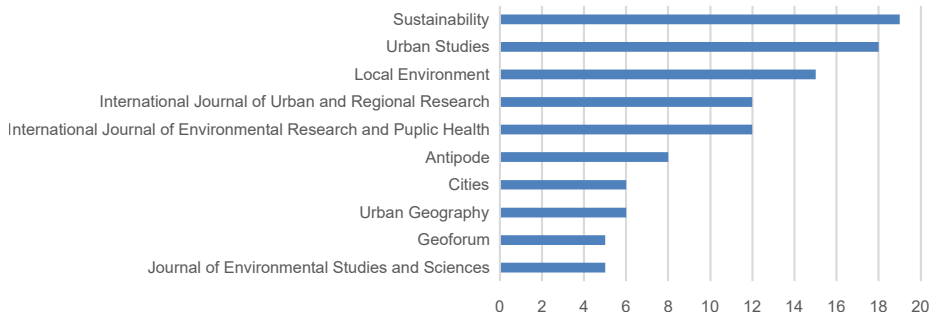 Sustainability
Urban Studies
Local Environment
International Journal of Urban and Regional Research
International Journal of Environmental Research and Puplic Health
Antipode
Cities
Urban Geography
Geoforum
Journal of Environmental Studies and Sciences
0 2 4 6 8 10 12 14 16 18 20